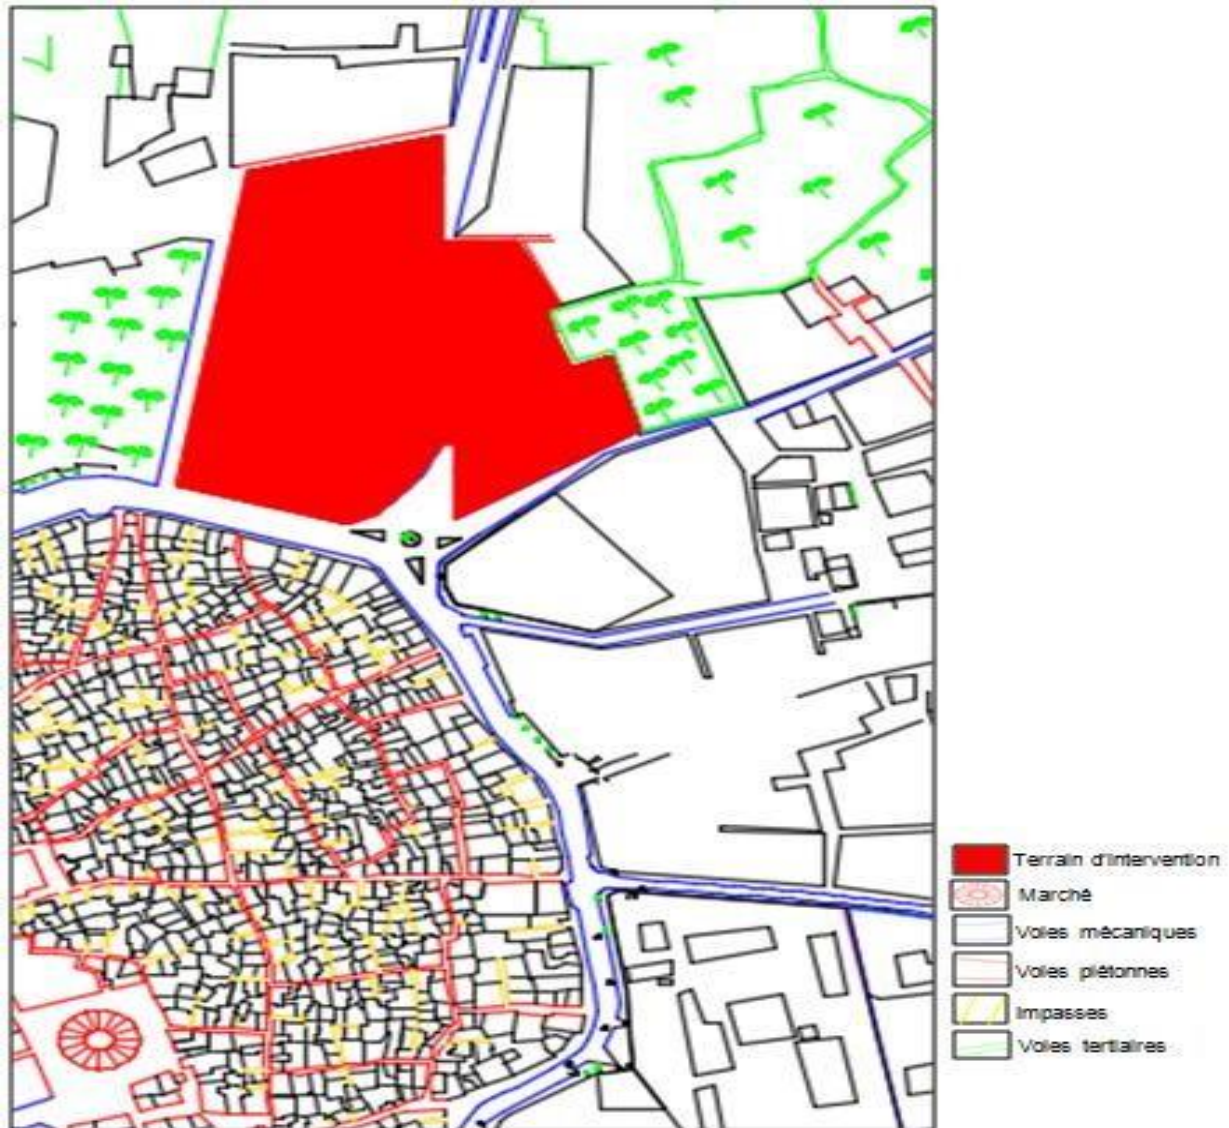 Terrain d'intervention
Marché
Voies mécaniques
Voies piétonnes
Impasses
Voies tertiaires